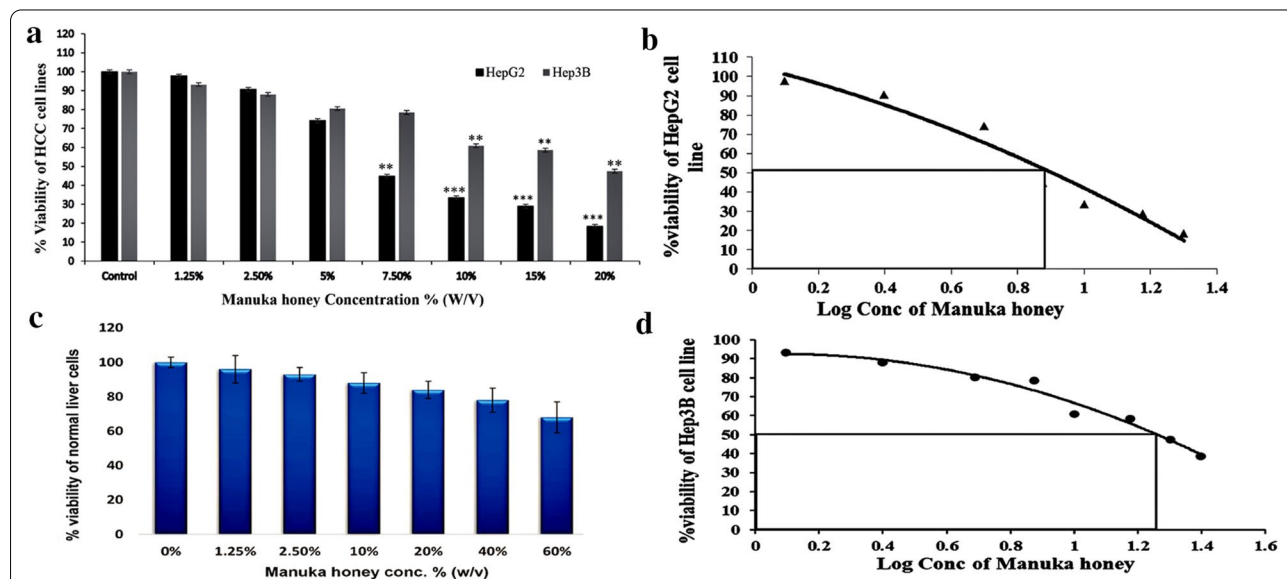 a
120
110
100
90
80
70
60
50
40
30
20
10
0
% Viability of HCC cell lines
HepG2 Hep3B
** *** ** *** ** *** **
Control 1.25% 2.50% 5% 7.50% 10% 15% 20%
Manuka honey Concentration % (W/V)
b
100
90
80
70
60
50
40
30
20
10
0
%viability of HepG2 cell
line
0 0.2 0.4 0.6 0.8 1 1.2 1.4
Log Conc of Manuka honey
c
120
100
80
60
40
20
0
% viability of normal liver cells
0% 1.25% 2.50% 10% 20% 40% 60%
Manuka honey conc. % (w/v)
d
100
90
80
70
60
50
40
30
20
10
0
%viability of Hep3B cell line
0 0.2 0.4 0.6 0.8 1 1.2 1.4 1.6
Log Conc of Manuka honey